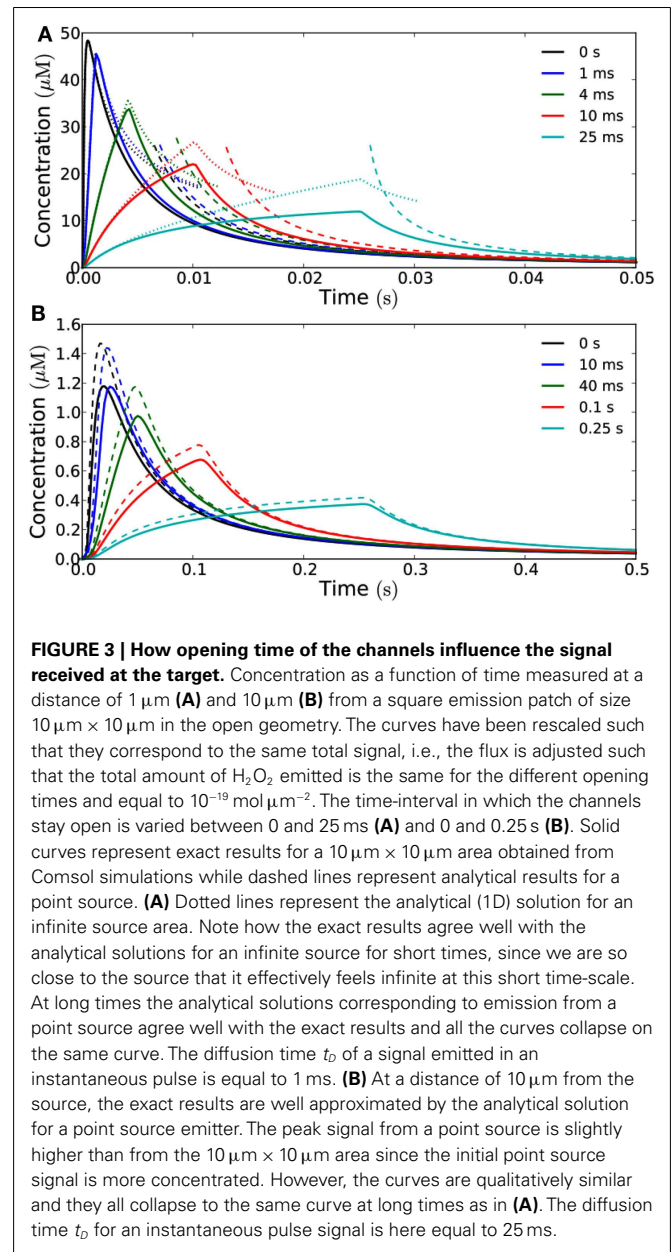 A
50
40
30
20
10
0
Concentration (µM)
0 s
1 ms
4 ms
10 ms
25 ms
0.00 0.01 0.02 0.03 0.04 0.05
Time (s)
B
1.6
1.4
1.2
1.0
0.8
0.6
0.4
0.2
0.0
Concentration (µM)
0 s
10 ms
40 ms
0.1 s
0.25 s
0.0 0.1 0.2 0.3 0.4 0.5
Time (s)
FIGURE 3 | How opening time of the channels influence the signal
received at the target. Concentration as a function of time measured at a
distance of 1 µm (A) and 10 µm (B) from a square emission patch of size
10 µm × 10 µm in the open geometry. The curves have been rescaled such
that they correspond to the same total signal, i.e., the flux is adjusted such
that the total amount of H₂O₂ emitted is the same for the different opening
times and equal to 10⁻¹⁹ mol µm⁻². The time-interval in which the channels
stay open is varied between 0 and 25 ms (A) and 0 and 0.25 s (B). Solid
curves represent exact results for a 10 µm × 10 µm area obtained from
Comsol simulations while dashed lines represent analytical results for a
point source. (A) Dotted lines represent the analytical (1D) solution for an
infinite source area. Note how the exact results agree well with the
analytical solutions for an infinite source for short times, since we are so
close to the source that it effectively feels infinite at this short time-scale.
At long times the analytical solutions corresponding to emission from a
point source agree well with the exact results and all the curves collapse on
the same curve. The diffusion time t_D of a signal emitted in an
instantaneous pulse is equal to 1 ms. (B) At a distance of 10 µm from the
source, the exact results are well approximated by the analytical solution
for a point source emitter. The peak signal from a point source is slightly
higher than from the 10 µm × 10 µm area since the initial point source
signal is more concentrated. However, the curves are qualitatively similar
and they all collapse to the same curve at long times as in (A). The diffusion
time t_D for an instantaneous pulse signal is here equal to 25 ms.